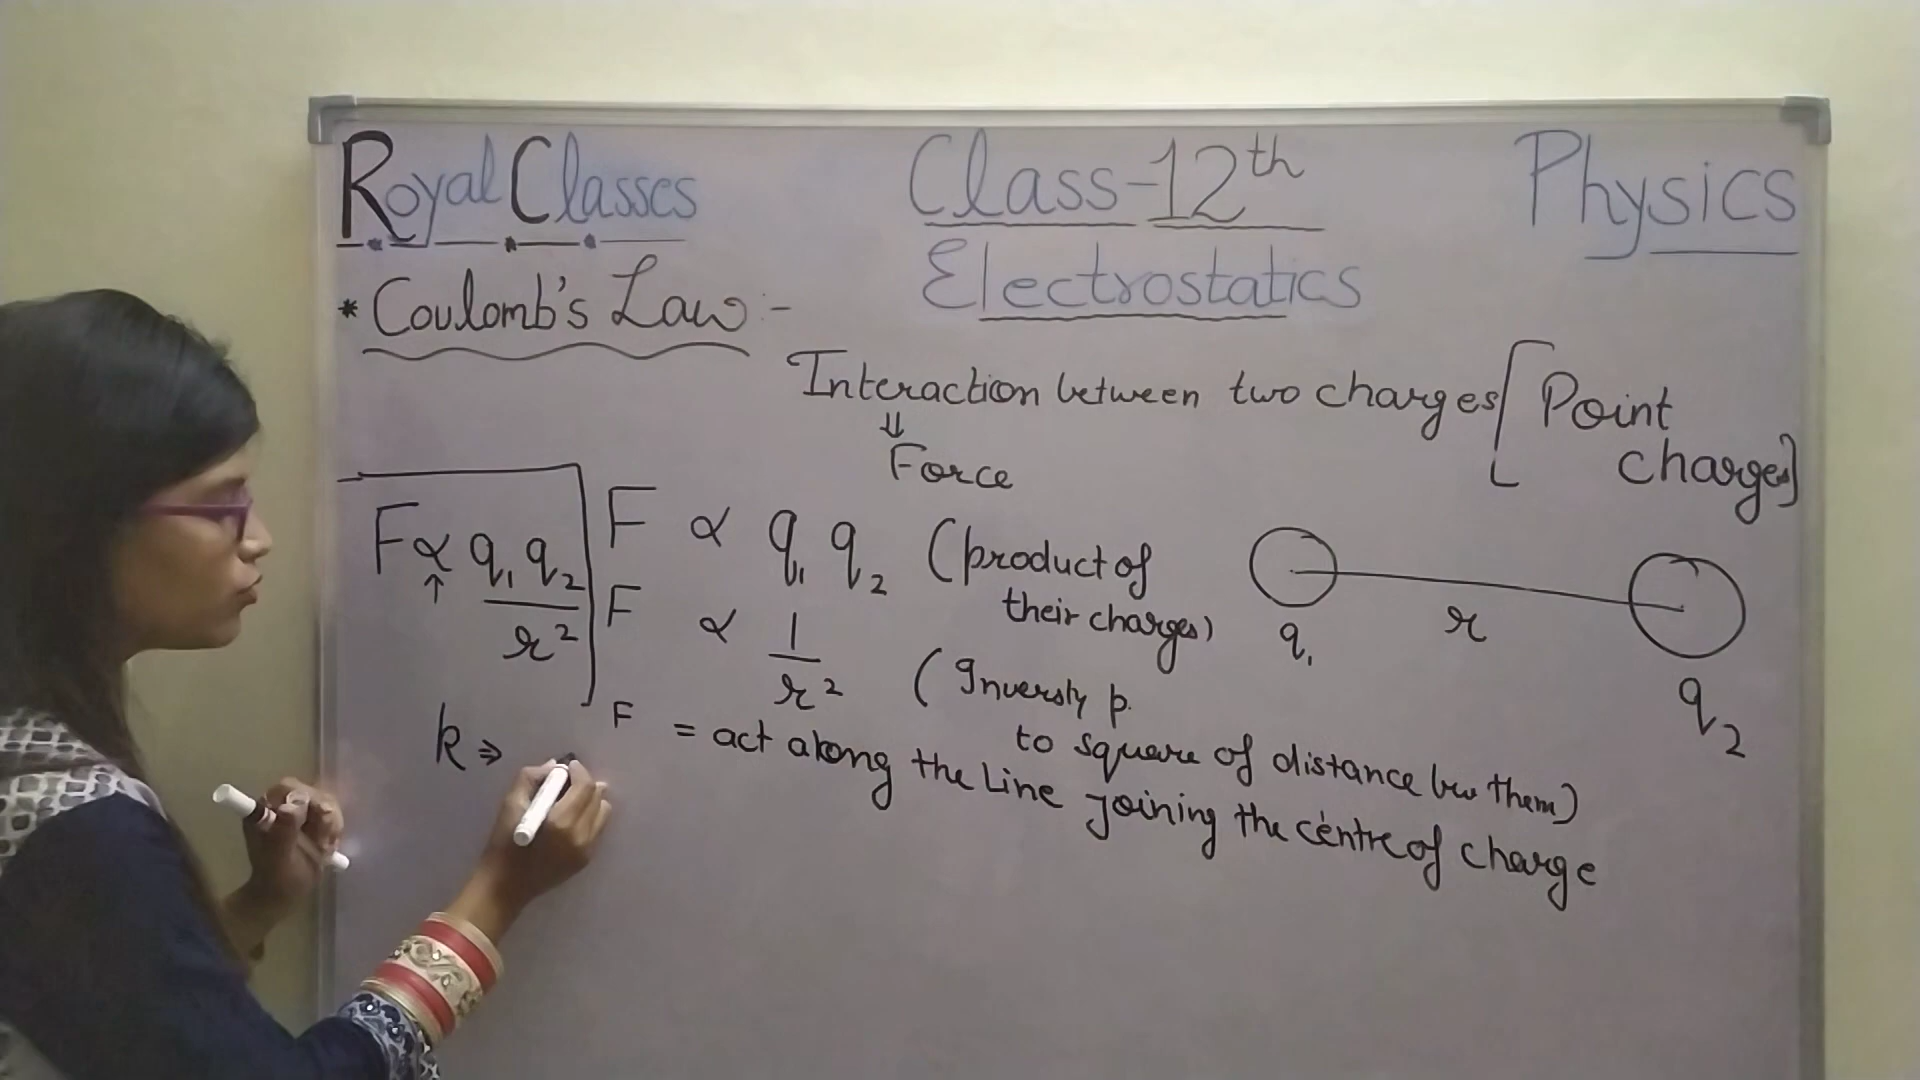 Royal Classes
Class-12th
Physics
Electrostatics
* Coulomb's Law :-
Interaction between two charges [Point
charges]
⇓
Force
F ∝ q₁ q₂ / r²
↑
k ⇒
F ∝ q₁ q₂ (product of
their charges)
F ∝ 1 / r² (Inversly p.
to square of distance bw them)
F = act along the Line joining the centre of charge
q₁
r
q₂